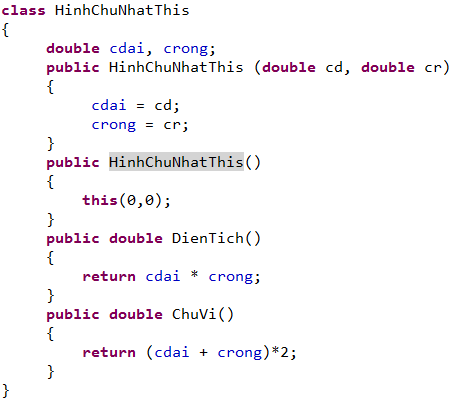 class HinhChuNhatThis
{
double cdai, crong;
public HinhChuNhatThis (double cd, double cr)
{
cdai = cd;
crong = cr;
}
public HinhChuNhatThis()
{
this(0,0);
}
public double DienTich()
{
return cdai * crong;
}
public double ChuVi()
{
return (cdai + crong)*2;
}
}